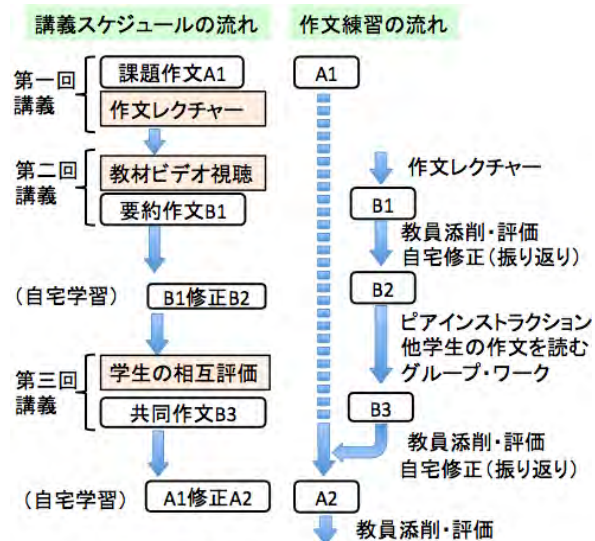 講義スケジュールの流れ
作文練習の流れ
第一回
講義
課題作文A1
作文レクチャー
第二回
講義
教材ビデオ視聴
要約作文B1
(自宅学習)
B1修正B2
第三回
講義
学生の相互評価
共同作文B3
(自宅学習)
A1修正A2
A1
作文レクチャー
B1
教員添削・評価
自宅修正(振り返り)
B2
ピアインストラクション
他学生の作文を読む
グループ・ワーク
B3
教員添削・評価
自宅修正(振り返り)
A2
教員添削・評価